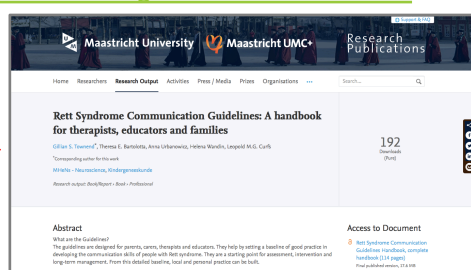 Support & FAQ
Maastricht University
Maastricht UMC+
Research
Publications
Home Researchers Research Output Activities Press / Media Prizes Organisations ...
Search...
Rett Syndrome Communication Guidelines: A handbook
for therapists, educators and families
Gillian S. Townend*, Theresa E. Bartolotta, Anna Urbanowicz, Helena Wandin, Leopold M.G. Curfs
*Corresponding author for this work
MHeNs - Neuroscience, Kindergeneeskunde
Research output: Book/Report › Book › Professional
192
Downloads
(Pure)
Abstract
What are the Guidelines?
The guidelines are designed for parents, carers, therapists and educators. They help by setting a baseline of good practice in
developing the communication skills of people with Rett syndrome. They are a starting point for assessment, intervention and
long-term management. From this detailed baseline, local and personal practice can be built.
Access to Document
Rett Syndrome Communication
Guidelines Handbook, complete
handbook (114 pages)
Final published version, 17.6 MB